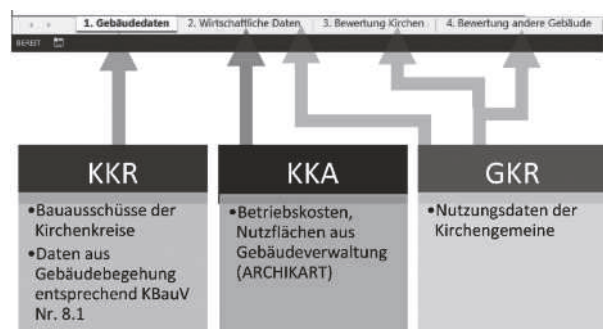 1. Gebäudedaten 2. Wirtschaftliche Daten 3. Bewertung Kirchen 4. Bewertung andere Gebäude
BEREIT
KKR
•Bauausschüsse der
Kirchenkreise
•Daten aus
Gebäudebegehung
entsprechend KBauV
Nr. 8.1
KKA
•Betriebskosten,
Nutzflächen aus
Gebäudeverwaltung
(ARCHIKART)
GKR
•Nutzungsdaten der
Kirchengemeine